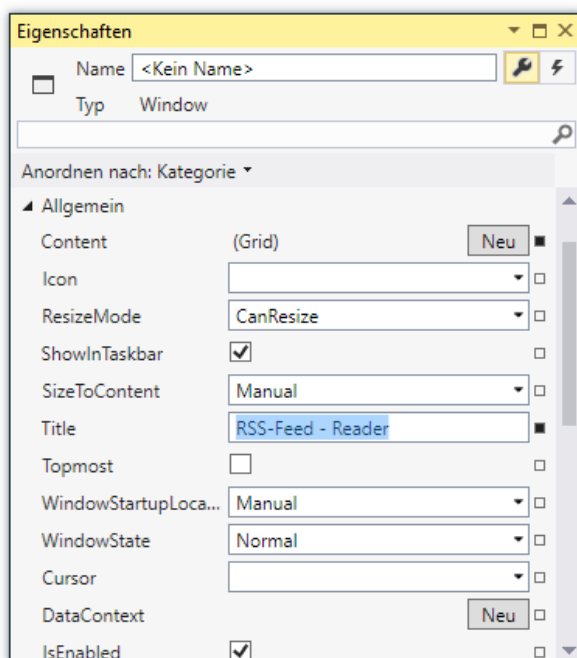 Eigenschaften
Name <Kein Name>
Typ Window
Anordnen nach: Kategorie
Allgemein
Content (Grid) Neu
Icon
ResizeMode CanResize
ShowInTaskbar
SizeToContent Manual
Title RSS-Feed - Reader
Topmost
WindowStartupLoca... Manual
WindowState Normal
Cursor
DataContext Neu
IsEnabled